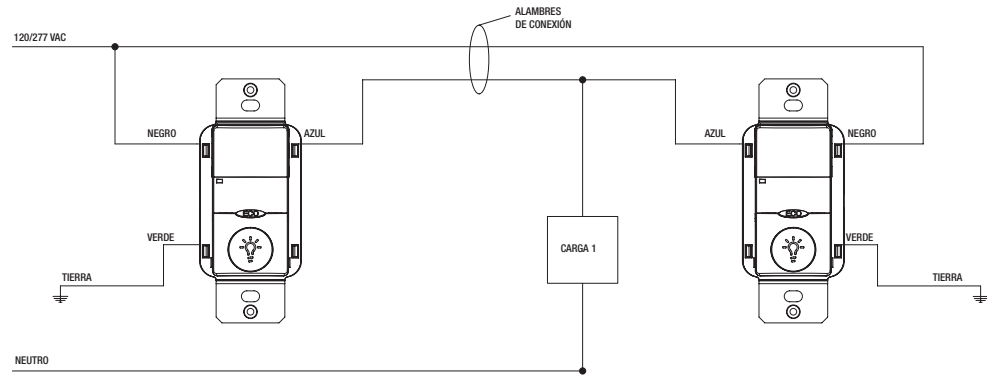 ALAMBRES
DE CONEXIÓN
120/277 VAC
NEGRO
AZUL
AZUL
NEGRO
ECO
ECO
VERDE
CARGA 1
VERDE
TIERRA
TIERRA
NEUTRO